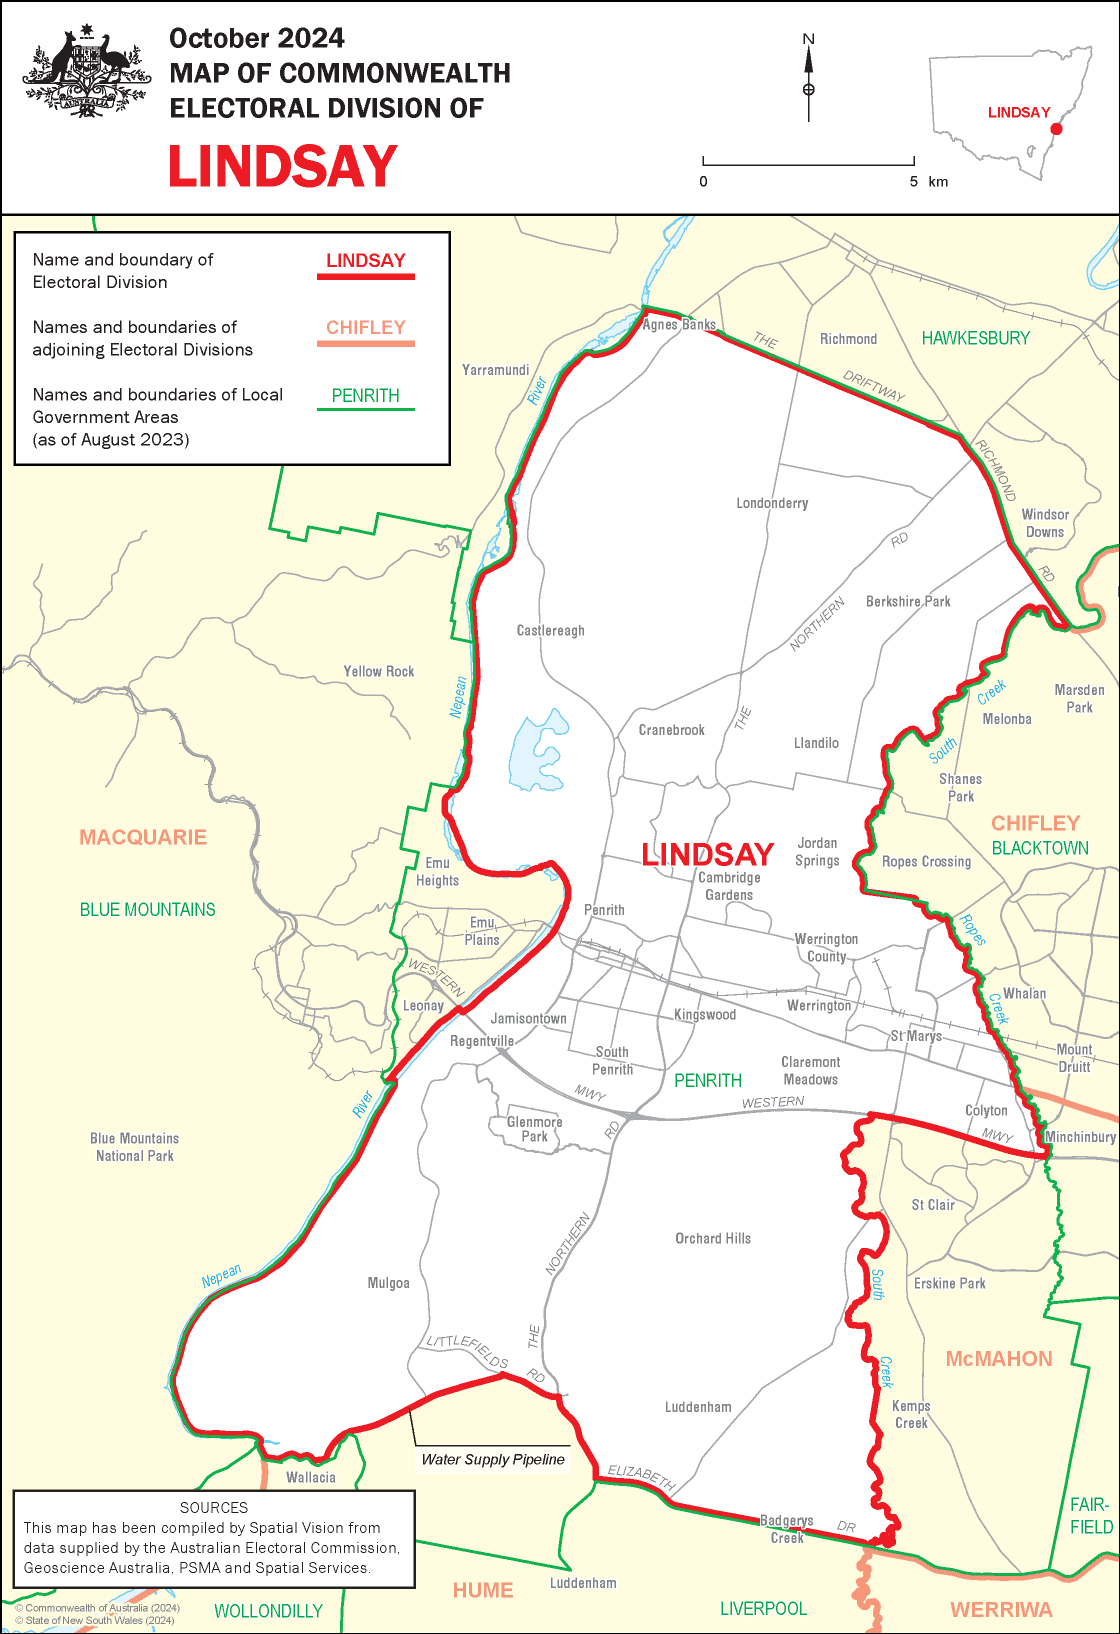 AUSTRALIA
October 2024
MAP OF COMMONWEALTH
ELECTORAL DIVISION OF
LINDSAY
N
0
5 km
LINDSAY
Name and boundary of
Electoral Division
LINDSAY
Names and boundaries of
adjoining Electoral Divisions
CHIFLEY
Names and boundaries of Local
Government Areas
(as of August 2023)
PENRITH
Agnes Banks
THE
DRIFTWAY
Richmond
HAWKESBURY
Yarramundi
River
RICHMOND
RD
Londonderry
Windsor
Downs
RD
NORTHERN
THE
Berkshire Park
Castlereagh
Yellow Rock
Nepean
Creek
South
Marsden
Park
Melonba
Cranebrook
Llandilo
Shanes
Park
MACQUARIE
CHIFLEY
BLACKTOWN
LINDSAY
Jordan
Springs
Ropes Crossing
Emu
Heights
Cambridge
Gardens
BLUE MOUNTAINS
Penrith
Emu
Plains
Werrington
County
Ropes
Creek
WESTERN
Leonay
Whalan
Jamisontown
Kingswood
Werrington
Regentville
St Marys
South
Penrith
Claremont
Meadows
Mount
Druitt
PENRITH
MWY
WESTERN
MWY
River
Colyton
Glenmore
Park
RD
Minchinbury
Blue Mountains
National Park
St Clair
NORTHERN
THE
Orchard Hills
Nepean
Mulgoa
South
Creek
Erskine Park
LITTLEFIELDS
RD
McMAHON
Luddenham
Kemps
Creek
Water Supply Pipeline
Wallacia
ELIZABETH
DR
Badgerys
Creek
FAIR-
FIELD
SOURCES
This map has been compiled by Spatial Vision from
data supplied by the Australian Electoral Commission,
Geoscience Australia, PSMA and Spatial Services.
HUME
Luddenham
© Commonwealth of Australia (2024)
© State of New South Wales (2024)
WOLLONDILLY
LIVERPOOL
WERRIWA